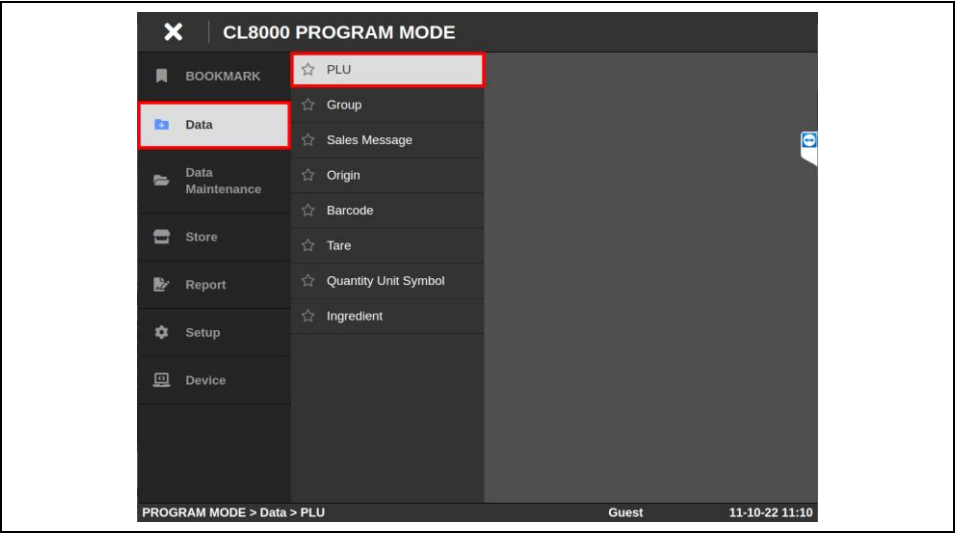 CL8000 PROGRAM MODE
BOOKMARK
Data
Data
Maintenance
Store
Report
Setup
Device
PLU
Group
Sales Message
Origin
Barcode
Tare
Quantity Unit Symbol
Ingredient
PROGRAM MODE > Data > PLU
Guest
11-10-22 11:10